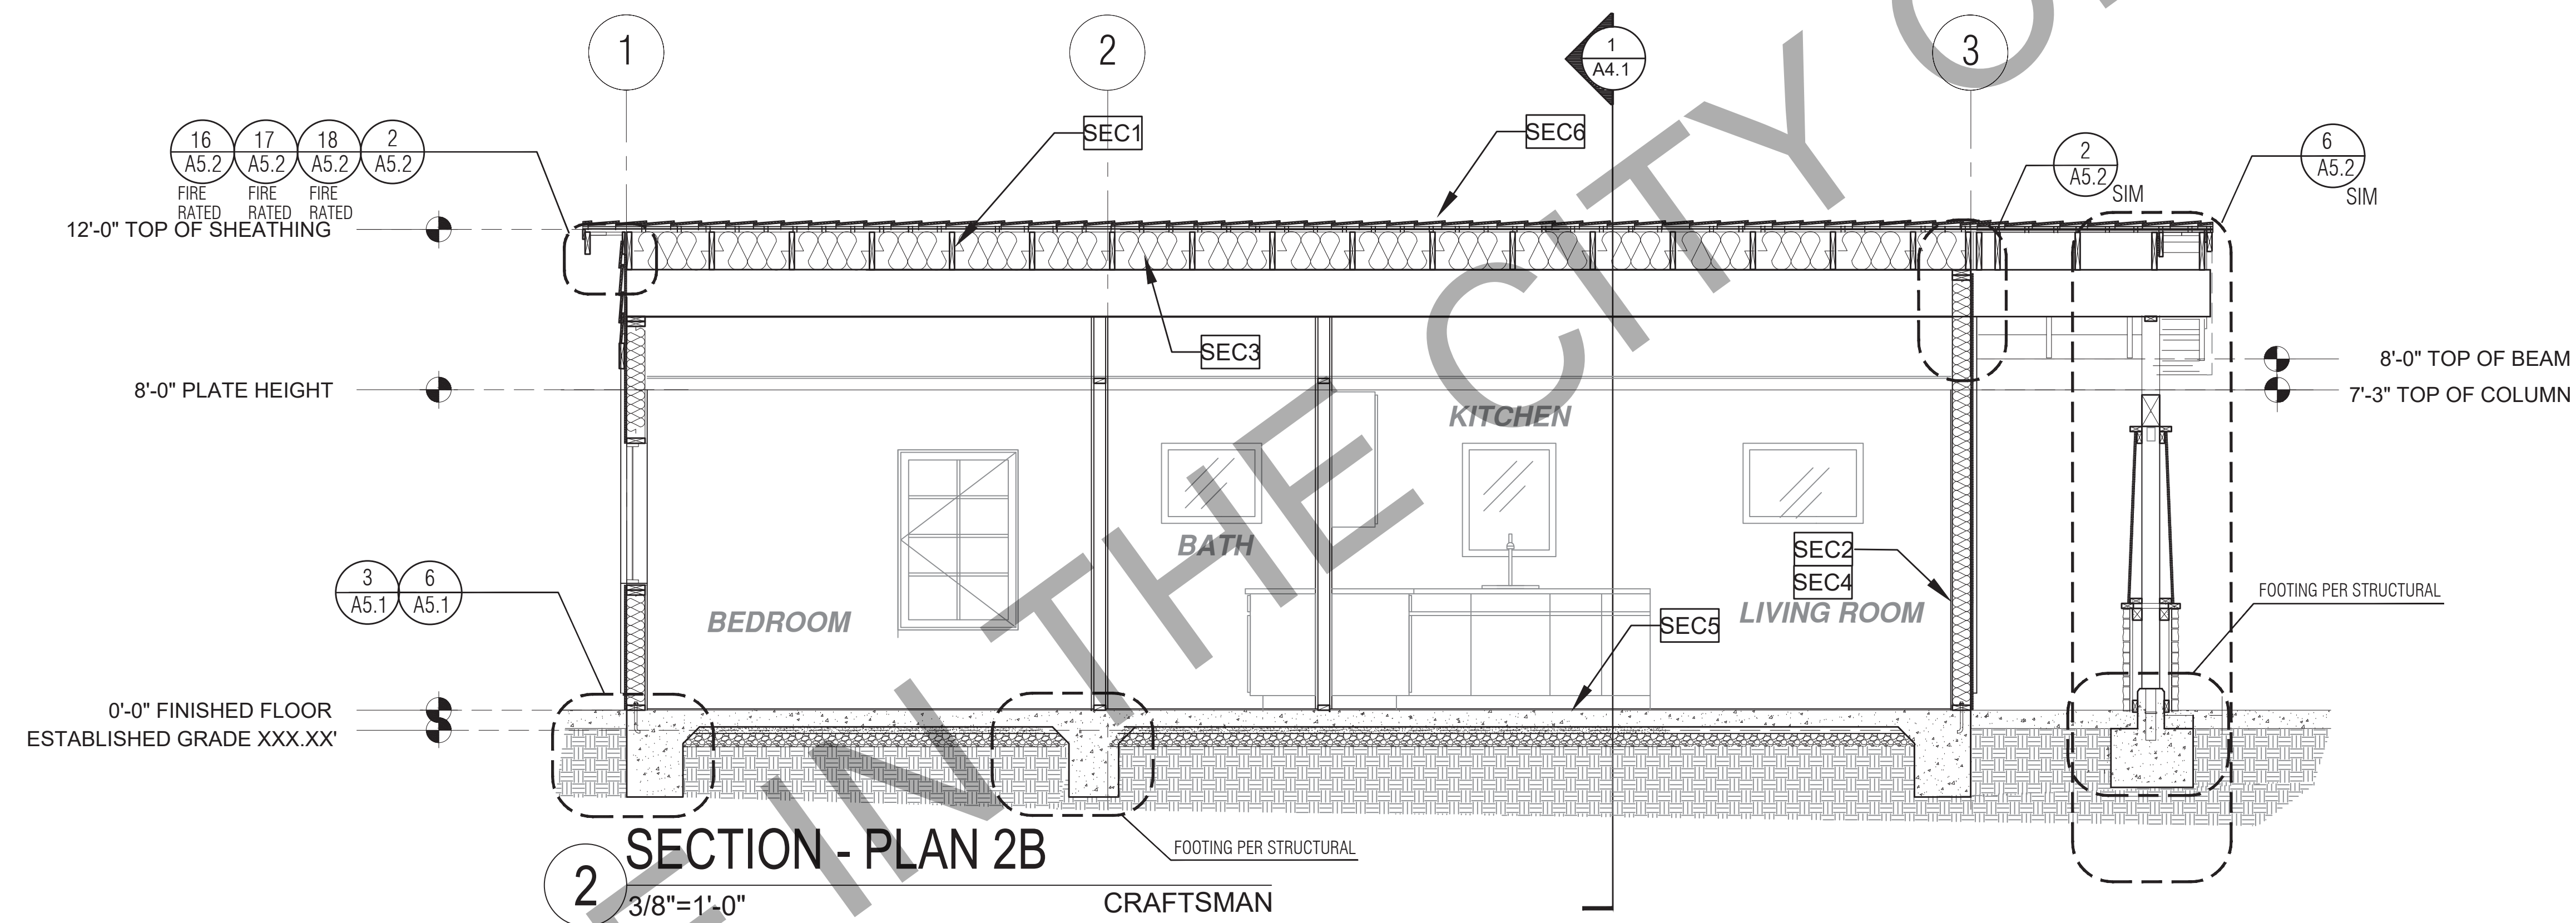 1
2
1
A4.1
3
16
A5.2
17
A5.2
18
A5.2
2
A5.2
FIRE
RATED
FIRE
RATED
FIRE
RATED
SEC1
SEC6
2
A5.2
SIM
6
A5.2
SIM
12'-0" TOP OF SHEATHING
SEC3
8'-0" TOP OF BEAM
8'-0" PLATE HEIGHT
7'-3" TOP OF COLUMN
KITCHEN
BATH
SEC2
SEC4
3
A5.1
6
A5.1
FOOTING PER STRUCTURAL
BEDROOM
LIVING ROOM
SEC5
0'-0" FINISHED FLOOR
ESTABLISHED GRADE XXX.XX'
2
SECTION - PLAN 2B
FOOTING PER STRUCTURAL
3/8"=1'-0"
CRAFTSMAN
IN THE CITY